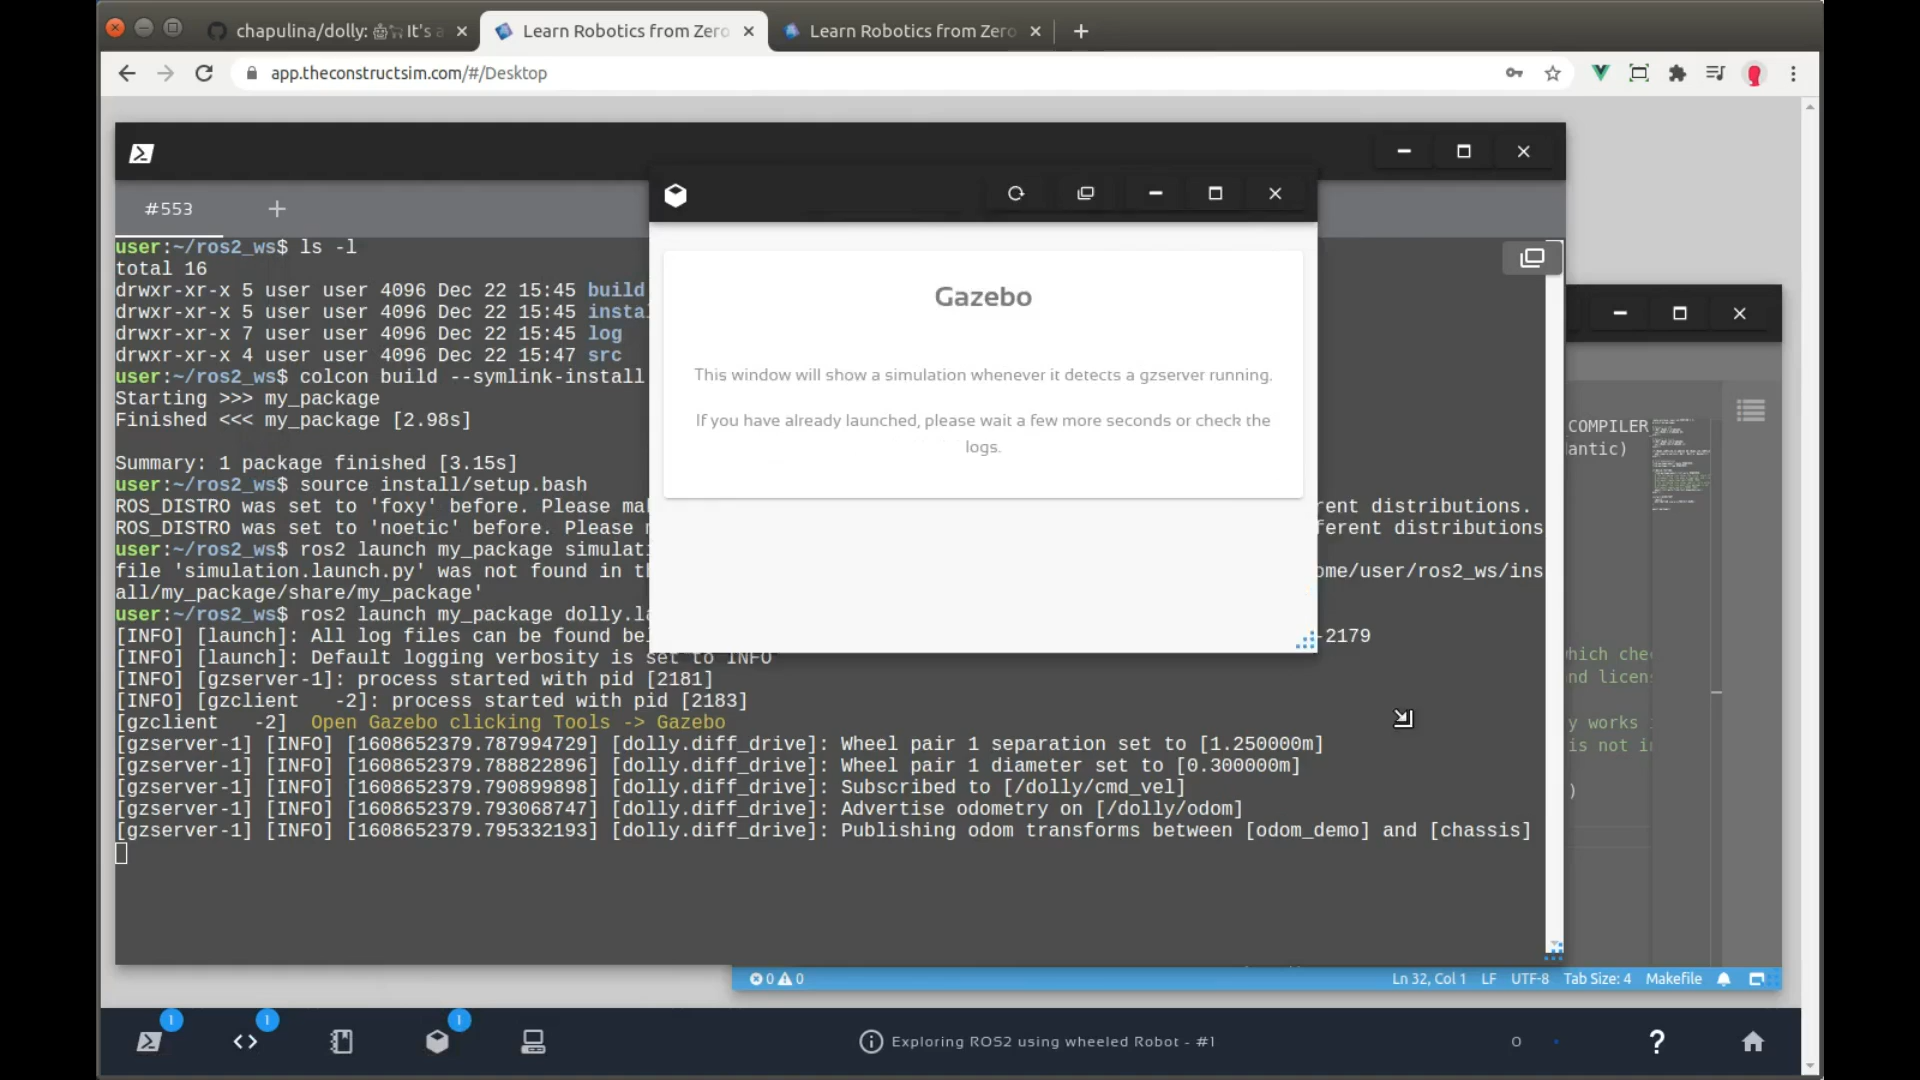 chapulina/dolly: 🤖🐑 It's a
Learn Robotics from Zero
Learn Robotics from Zero
app.theconstructsim.com/#/Desktop
#553
user:~/ros2_ws$ ls -l
total 16
drwxr-xr-x 5 user user 4096 Dec 22 15:45 build
drwxr-xr-x 5 user user 4096 Dec 22 15:45 instal
drwxr-xr-x 7 user user 4096 Dec 22 15:45 log
drwxr-xr-x 4 user user 4096 Dec 22 15:47 src
user:~/ros2_ws$ colcon build --symlink-install
Starting >>> my_package
Finished <<< my_package [2.98s]
Summary: 1 package finished [3.15s]
user:~/ros2_ws$ source install/setup.bash
ROS_DISTRO was set to 'foxy' before. Please ma rent distributions.
ROS_DISTRO was set to 'noetic' before. Please ferent distributions
user:~/ros2_ws$ ros2 launch my_package simulati
file 'simulation.launch.py' was not found in th ome/user/ros2_ws/inst
all/my_package/share/my_package'
user:~/ros2_ws$ ros2 launch my_package dolly.la
[INFO] [launch]: All log files can be found bel -2179
[INFO] [launch]: Default logging verbosity is set to INFO
[INFO] [gzserver-1]: process started with pid [2181]
[INFO] [gzclient   -2]: process started with pid [2183]
[gzclient   -2]  Open Gazebo clicking Tools -> Gazebo
[gzserver-1] [INFO] [1608652379.787994729] [dolly.diff_drive]: Wheel pair 1 separation set to [1.250000m]
[gzserver-1] [INFO] [1608652379.788822896] [dolly.diff_drive]: Wheel pair 1 diameter set to [0.300000m]
[gzserver-1] [INFO] [1608652379.790899898] [dolly.diff_drive]: Subscribed to [/dolly/cmd_vel]
[gzserver-1] [INFO] [1608652379.793068747] [dolly.diff_drive]: Advertise odometry on [/dolly/odom]
[gzserver-1] [INFO] [1608652379.795332193] [dolly.diff_drive]: Publishing odom transforms between [odom_demo] and [chassis]
Gazebo
This window will show a simulation whenever it detects a gzserver running.
If you have already launched, please wait a few more seconds or check the
logs.
COMPILER
antic)
hich chec
nd licens
y works
is not in
)
0 0
Ln 32, Col 1 LF UTF-8 Tab Size: 4 Makefile
1 1 1
Exploring ROS2 using wheeled Robot - #1
0
?